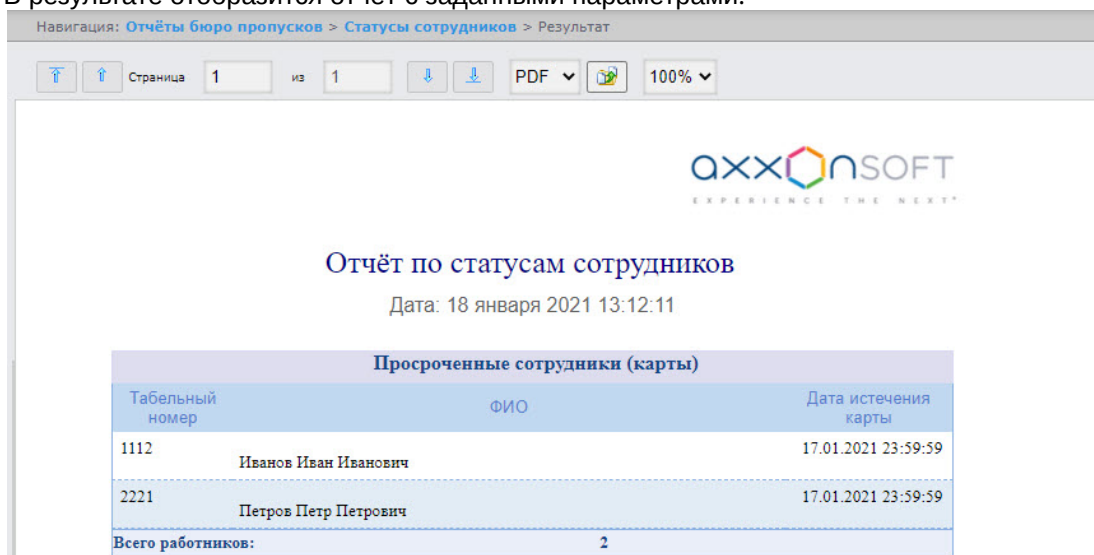 В результате отобразится отчёт с заданными параметрами.
Навигация: Отчёты бюро пропусков > Статусы сотрудников > Результат
Страница 1 из 1 PDF 100%
axxonsoft
EXPERIENCE THE NEXT®
Отчёт по статусам сотрудников
Дата: 18 января 2021 13:12:11
Просроченные сотрудники (карты)
Табельный номер ФИО Дата истечения карты
1112 Иванов Иван Иванович 17.01.2021 23:59:59
2221 Петров Петр Петрович 17.01.2021 23:59:59
Всего работников: 2